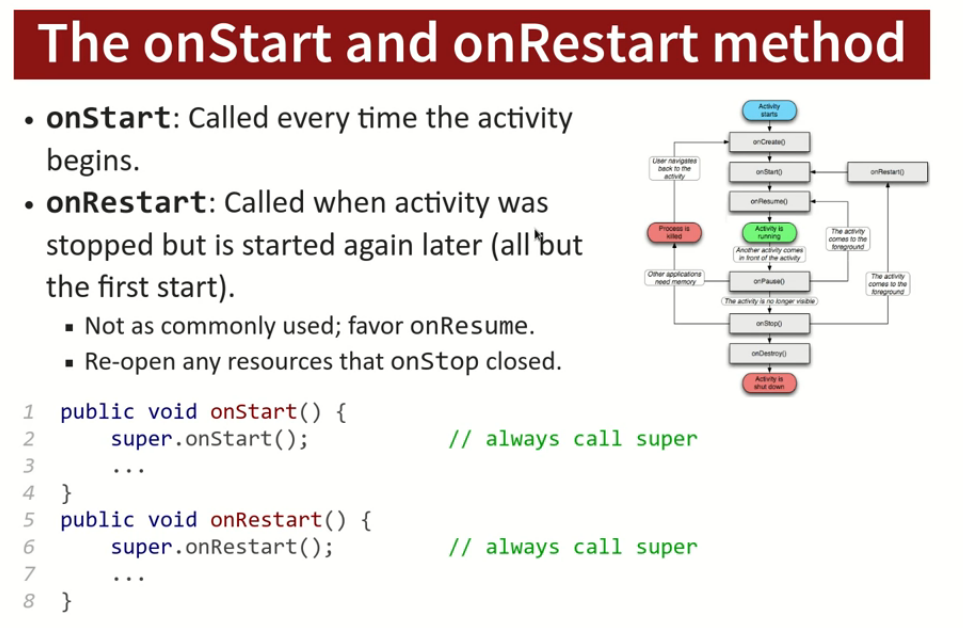 The onStart and onRestart method
• onStart: Called every time the activity
begins.
• onRestart: Called when activity was
stopped but is started again later (all but
the first start).
▪ Not as commonly used; favor onResume.
▪ Re-open any resources that onStop closed.
Activity
starts
onCreate()
User navigates
back to the
activity
onStart()
onRestart()
onResume()
Process is
killed
Activity is
running
The activity
comes to the
foreground
Another activity comes
in front of the activity
Other applications
need memory
onPause()
The activity
comes to the
foreground
The activity is no longer visible
onStop()
onDestroy()
Activity is
shut down
1 public void onStart() {
2 super.onStart(); // always call super
3 ...
4 }
5 public void onRestart() {
6 super.onRestart(); // always call super
7 ...
8 }